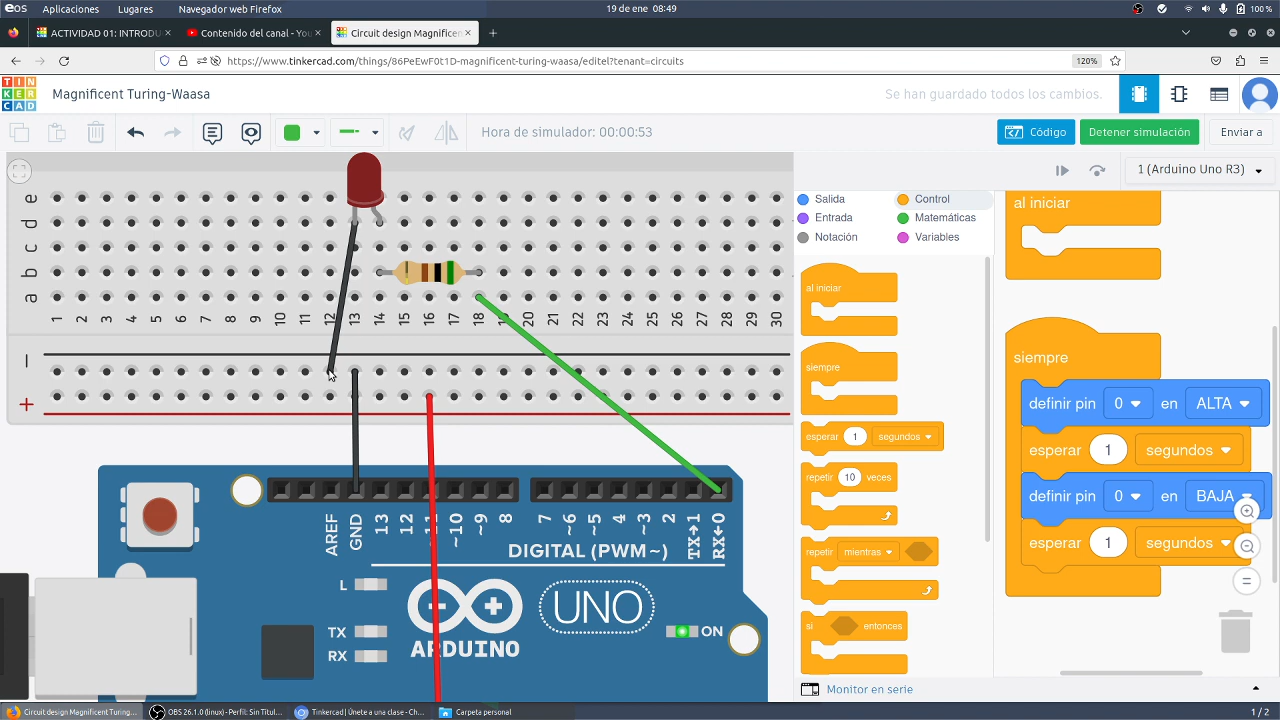 eos Aplicaciones Lugares Navegador web Firefox 19 de ene 08:49 100 %
ACTIVIDAD 01: INTRODU × Contenido del canal - You × Circuit design Magnificen × +
https://www.tinkercad.com/things/86PeEwF0t1D-magnificent-turing-waasa/editel?tenant=circuits 120%
TIN
KER
CAD
Magnificent Turing-Waasa Se han guardado todos los cambios.
Hora de simulador: 00:00:53 Código Detener simulación Enviar a
1 (Arduino Uno R3)
Salida Control
Entrada Matemáticas
Notación Variables
e
d
c
b
a
1 2 3 4 5 6 7 8 9 10 11 12 13 14 15 16 17 18 19 20 21 22 23 24 25 26 27 28 29 30
−
+
AREF GND 13 12 ~11 ~10 ~9 8 7 ~6 ~5 4 ~3 2 TX→1 RX←0
DIGITAL (PWM~)
L
TX
RX
UNO
ARDUINO
ON
al iniciar
siempre
esperar 1 segundos
repetir 10 veces
repetir mientras
si entonces
al iniciar
siempre
definir pin 0 en ALTA
esperar 1 segundos
definir pin 0 en BAJA
esperar 1 segundos
Monitor en serie
Circuit design Magnificent Turing... OBS 26.1.0 (linux) - Perfil: Sin Titul... Tinkercad | Únete a una clase - Ch... Carpeta personal 1 / 2